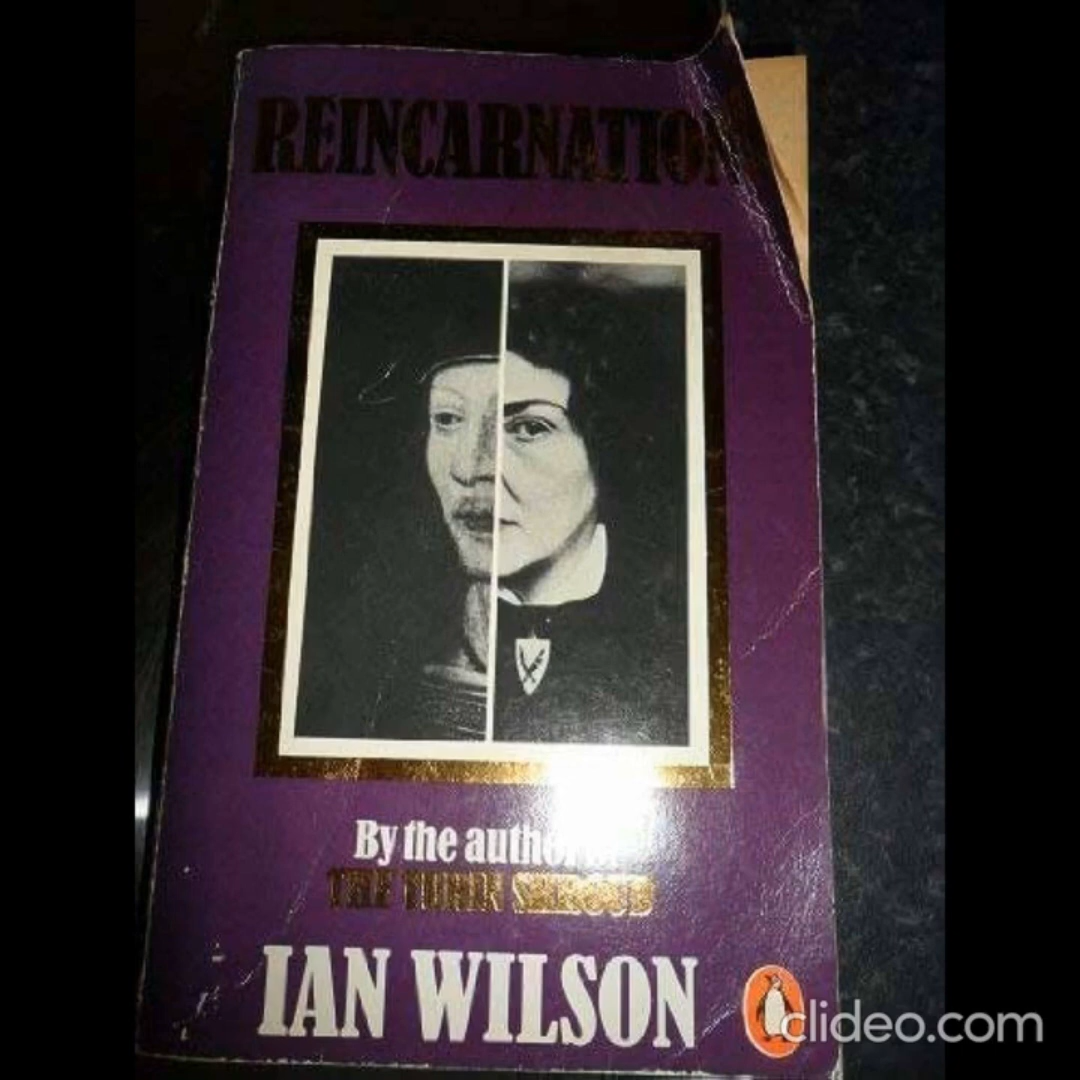 REINCARNATION
By the author of
THE TURIN SHROUD
IAN WILSON
clideo.com